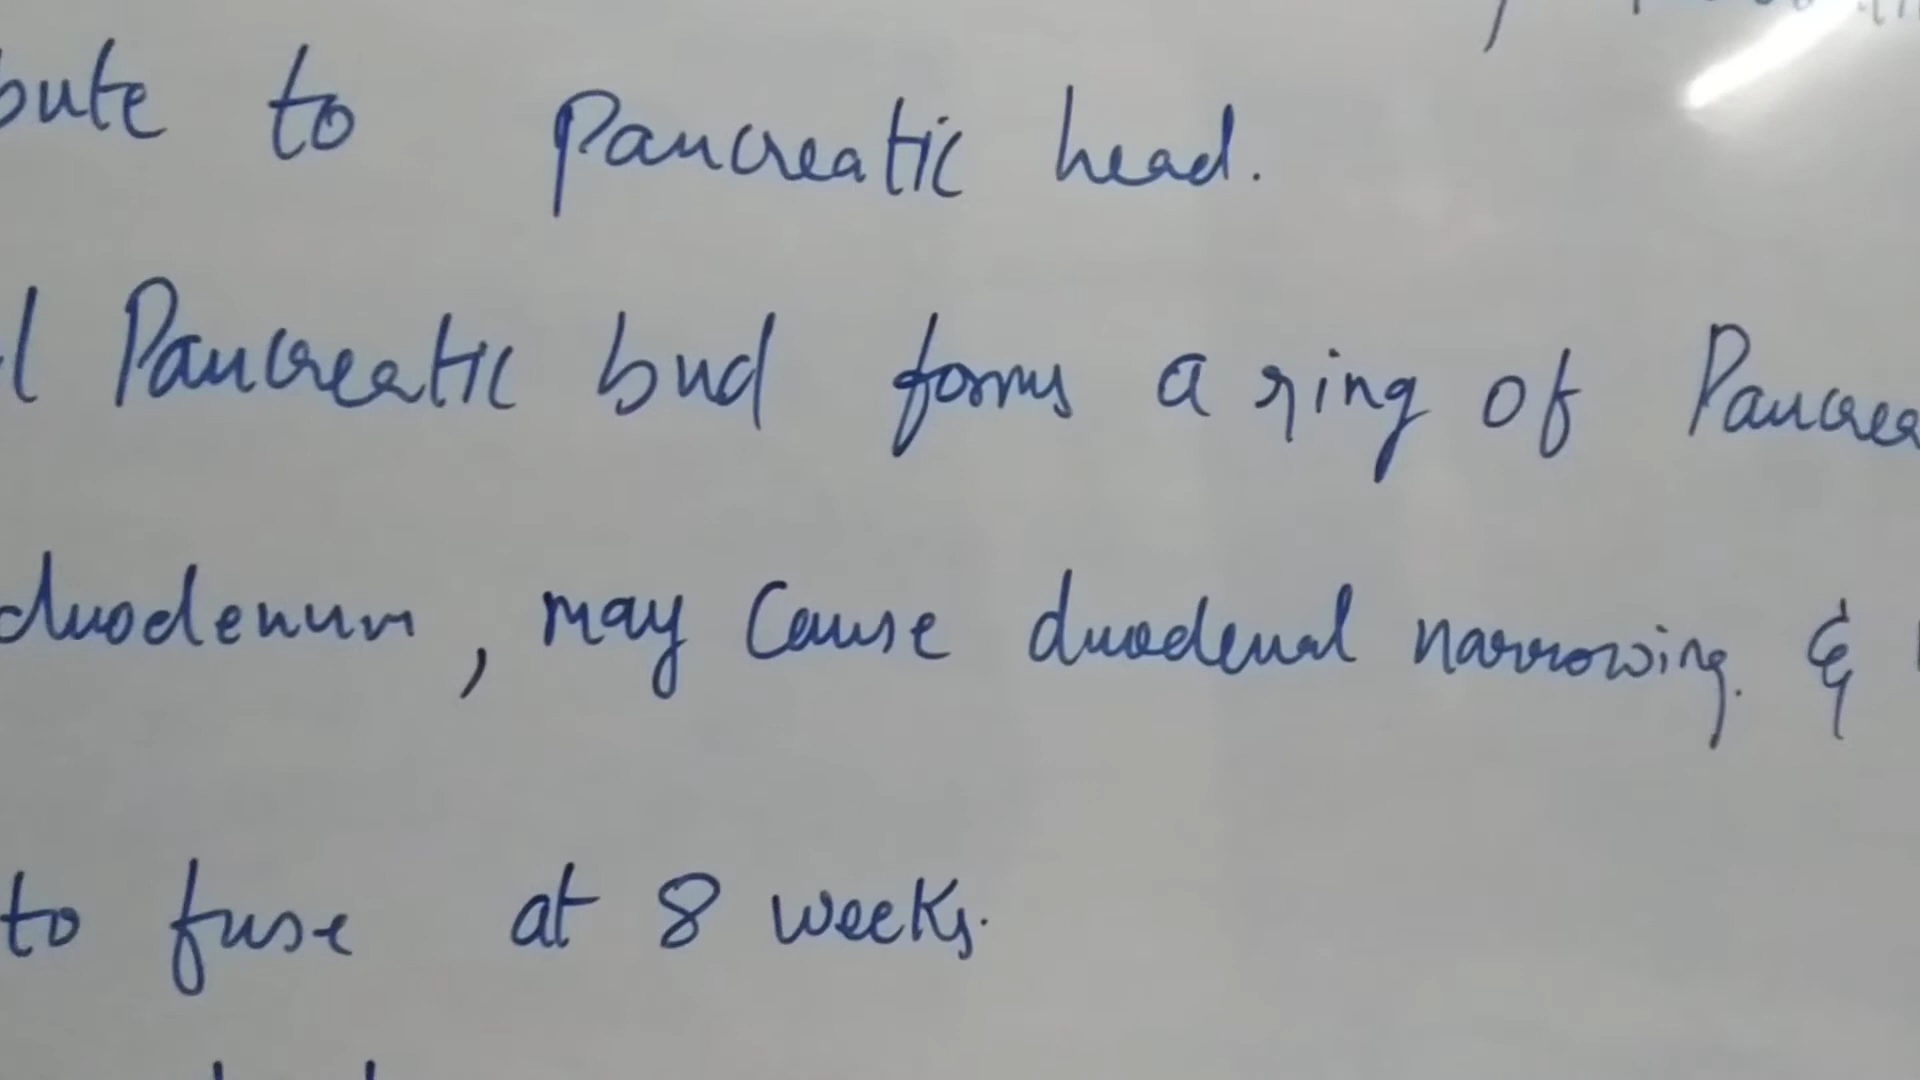 bute to Pancreatic head.
l Pancreatic bud forms a ring of Pancrea
duodenum, may Cause duodenal narrowing. &
to fuse at 8 weeks.